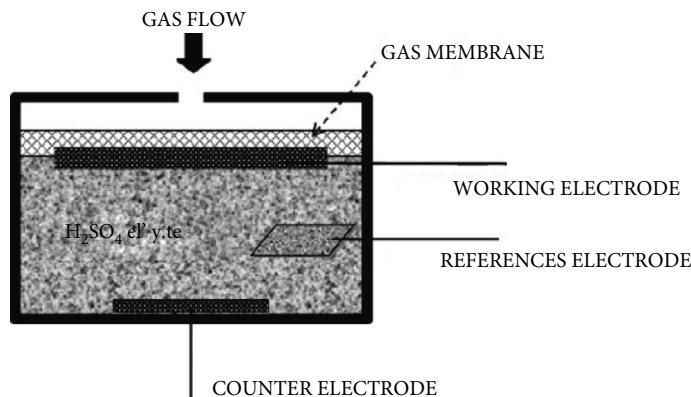 GAS FLOW
GAS MEMBRANE
WORKING ELECTRODE
H₂SO₄ el' y.te
REFERENCES ELECTRODE
COUNTER ELECTRODE